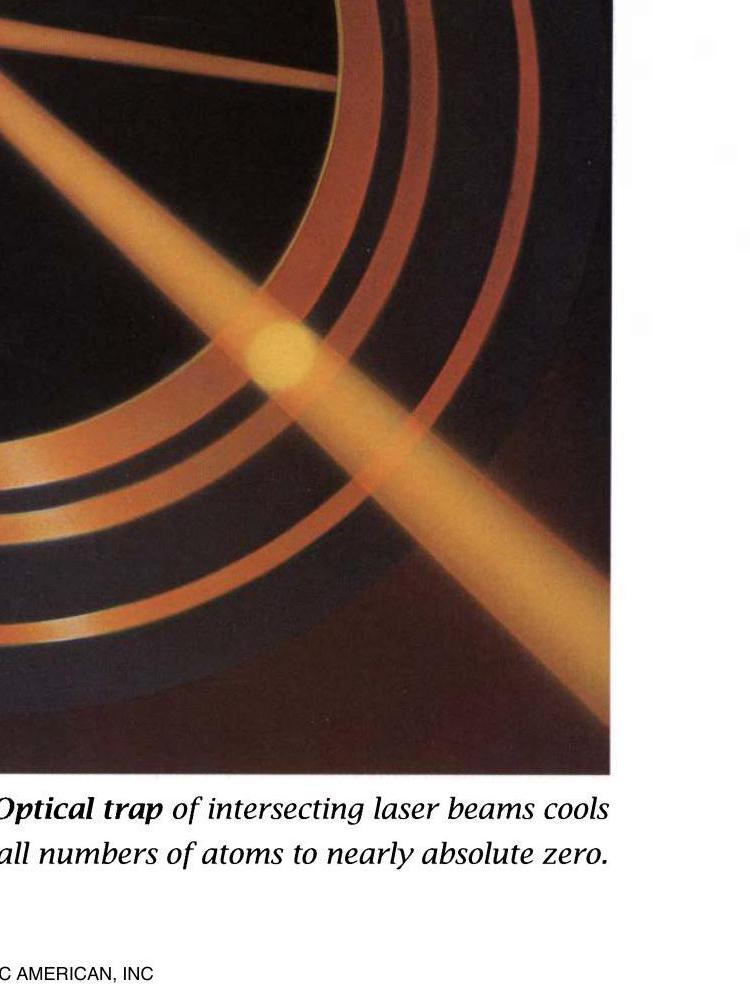 Optical trap of intersecting laser beams cools
all numbers of atoms to nearly absolute zero.
C AMERICAN, INC